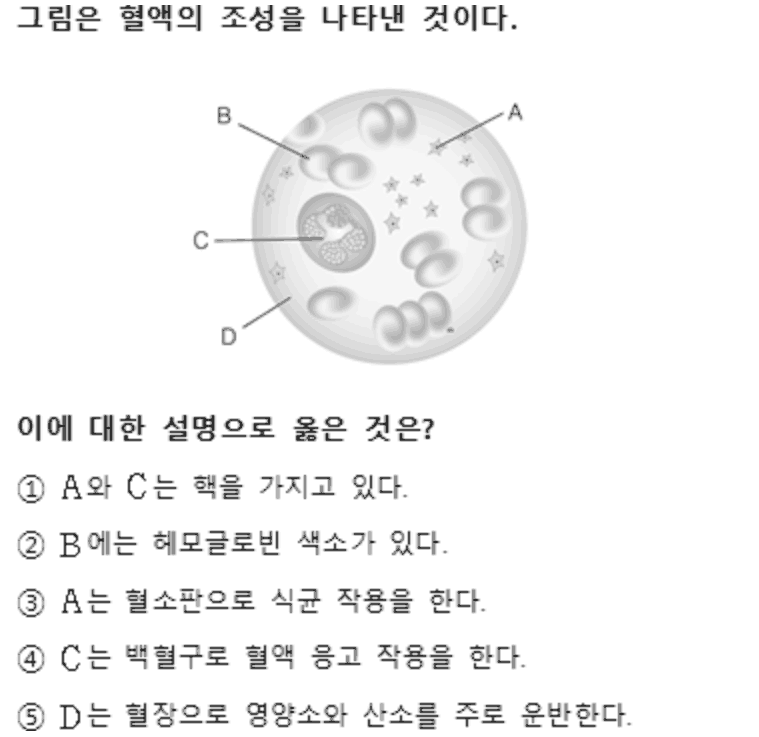 그림은 혈액의 조성을 나타낸 것이다.
B
A
C
D
이에 대한 설명으로 옳은 것은?
① A와 C는 핵을 가지고 있다.
② B에는 헤모글로빈 색소가 있다.
③ A는 혈소판으로 식균 작용을 한다.
④ C는 백혈구로 혈액 응고 작용을 한다.
⑤ D는 혈장으로 영양소와 산소를 주로 운반한다.